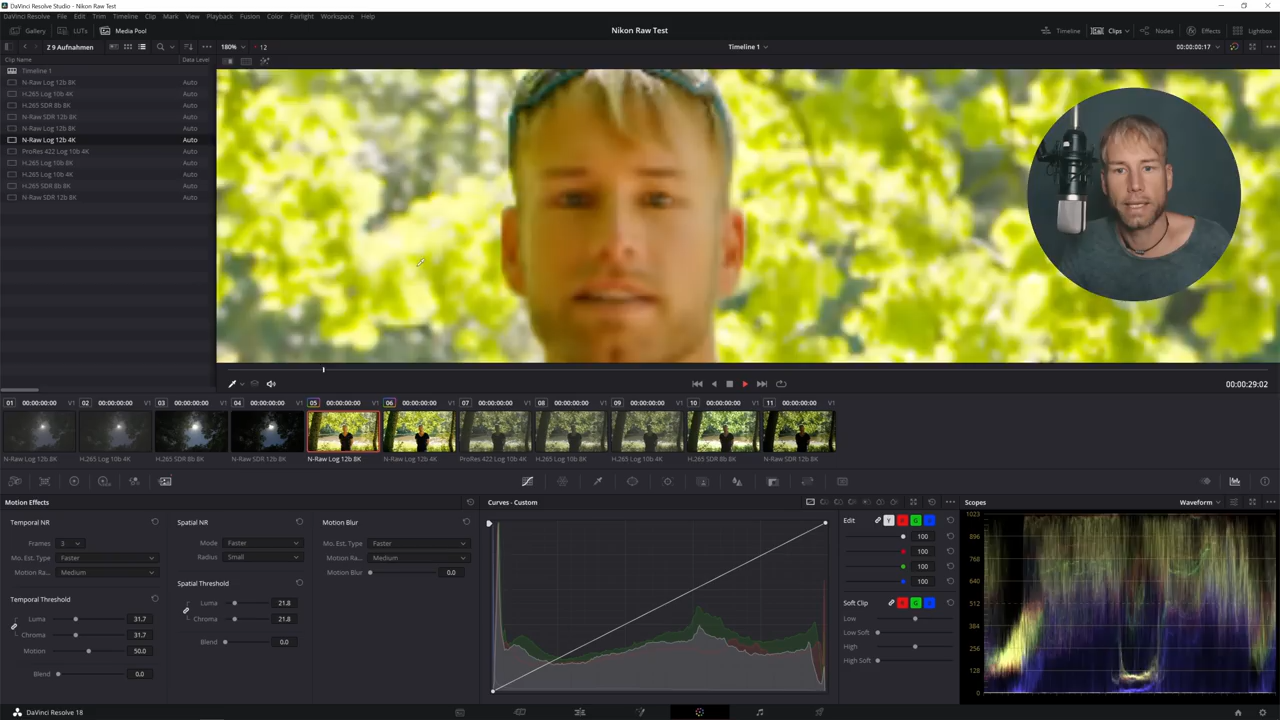 DaVinci Resolve Studio - Nikon Raw Test
DaVinci Resolve File Edit Trim Timeline Clip Mark View Playback Fusion Color Fairlight Workspace Help
Gallery LUTs Media Pool Nikon Raw Test Timeline Clips Nodes Effects Lightbox
Z 9 Aufnahmen 180% 12 Timeline 1 00:00:00:17
Clip Name Data Level
Timeline 1
N-Raw Log 12b 8K Auto
H.265 Log 10b 4K Auto
H.265 SDR 8b 8K Auto
N-Raw SDR 12b 8K Auto
N-Raw Log 12b 8K Auto
N-Raw Log 12b 4K Auto
ProRes 422 Log 10b 4K Auto
H.265 Log 10b 8K Auto
H.265 Log 10b 4K Auto
H.265 SDR 8b 8K Auto
N-Raw SDR 12b 8K Auto
00:00:29:02
01 00:00:00:00 V1 02 00:00:00:00 V1 03 00:00:00:00 V1 04 00:00:00:00 V1 05 00:00:00:00 V1 06 00:00:00:00 V1 07 00:00:00:00 V1 08 00:00:00:00 V1 09 00:00:00:00 V1 10 00:00:00:00 V1 11 00:00:00:00 V1
N-Raw Log 12b 8K H.265 Log 10b 4K H.265 SDR 8b 8K N-Raw SDR 12b 8K N-Raw Log 12b 8K N-Raw Log 12b 4K ProRes 422 Log 10b 4K H.265 Log 10b 8K H.265 Log 10b 4K H.265 SDR 8b 8K N-Raw SDR 12b 8K
Motion Effects Curves - Custom Scopes Waveform
Temporal NR Spatial NR Motion Blur Edit Y R G B
Frames 3 Mode Faster Mo. Est. Type Faster 100
Mo. Est. Type Faster Radius Small Motion Ra... Medium 100
Motion Ra... Medium Motion Blur 0.0 100
Spatial Threshold 100
Temporal Threshold Luma 21.8 Soft Clip R G B
Luma 31.7 Chroma 21.8 Low
Chroma 31.7 Low Soft
Motion 50.0 Blend 0.0 High
Blend 0.0 High Soft
1023
896
768
640
512
384
256
128
0
DaVinci Resolve 18